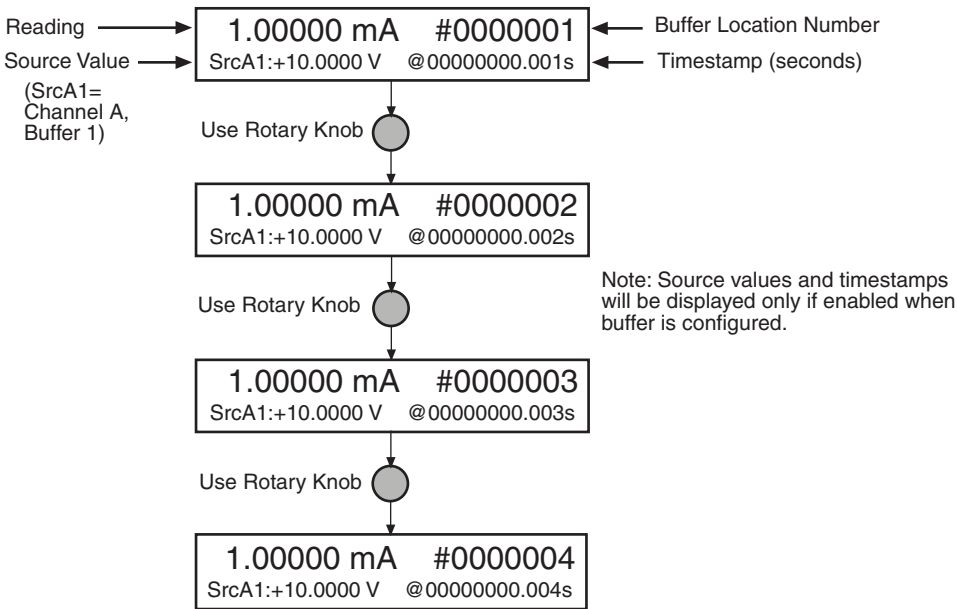 Reading
1.00000 mA #0000001
Buffer Location Number
Source Value
SrcA1:+10.0000 V @00000000.001s
Timestamp (seconds)
(SrcA1=
Channel A,
Buffer 1)
Use Rotary Knob
1.00000 mA #0000002
SrcA1:+10.0000 V @00000000.002s
Note: Source values and timestamps
will be displayed only if enabled when
buffer is configured.
Use Rotary Knob
1.00000 mA #0000003
SrcA1:+10.0000 V @00000000.003s
Use Rotary Knob
1.00000 mA #0000004
SrcA1:+10.0000 V @00000000.004s